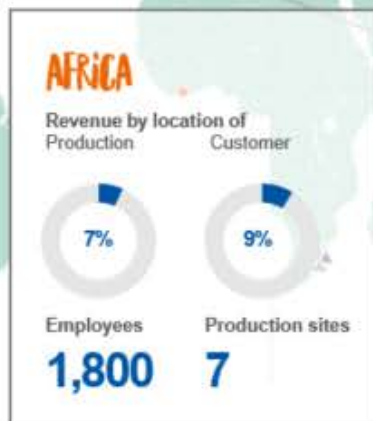 AFRiCA
Revenue by location of
Production Customer
7% 9%
Employees Production sites
1,800 7